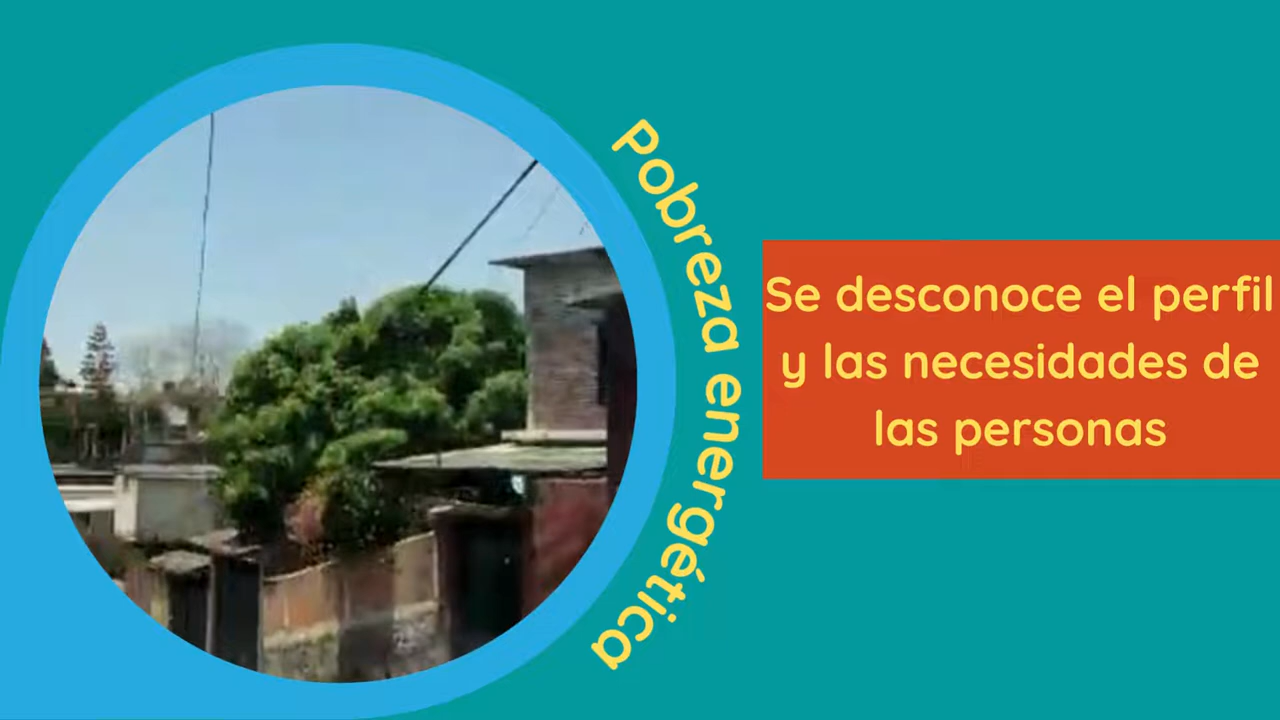 Pobreza energética
Se desconoce el perfil
y las necesidades de
las personas